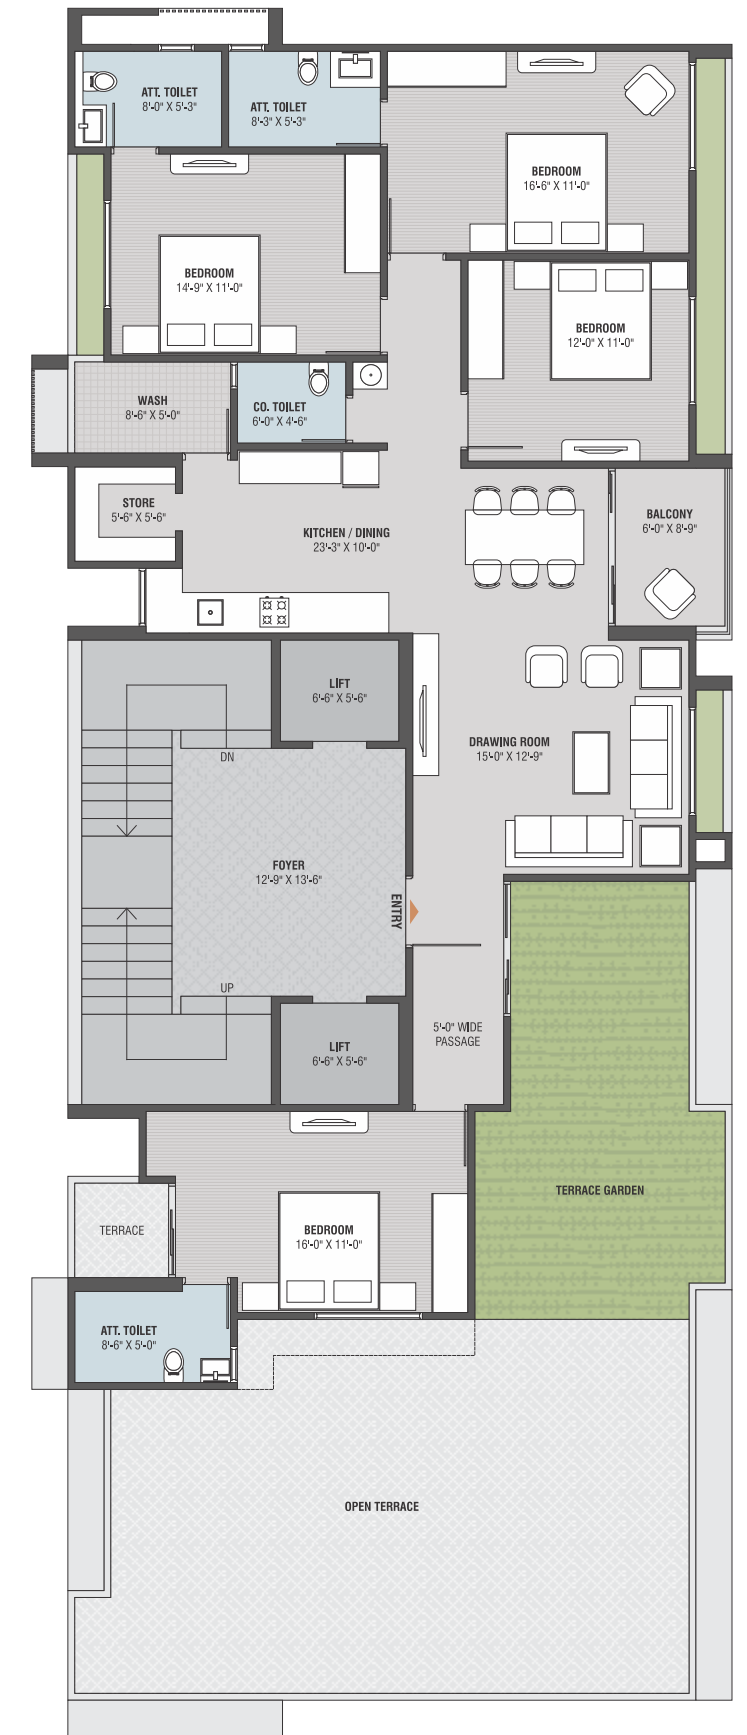 ATT. TOILET
8'-0" X 5'-3"
ATT. TOILET
8'-3" X 5'-3"
BEDROOM
16'-6" X 11'-0"
BEDROOM
14'-9" X 11'-0"
BEDROOM
12'-0" X 11'-0"
WASH
8'-6" X 5'-0"
CO. TOILET
6'-0" X 4'-6"
STORE
5'-6" X 5'-6"
KITCHEN / DINING
23'-3" X 10'-0"
BALCONY
6'-0" X 8'-9"
LIFT
6'-6" X 5'-6"
DRAWING ROOM
15'-0" X 12'-9"
DN
FOYER
12'-9" X 13'-6"
ENTRY
UP
5'-0" WIDE
PASSAGE
LIFT
6'-6" X 5'-6"
TERRACE GARDEN
TERRACE
BEDROOM
16'-0" X 11'-0"
ATT. TOILET
8'-6" X 5'-0"
OPEN TERRACE